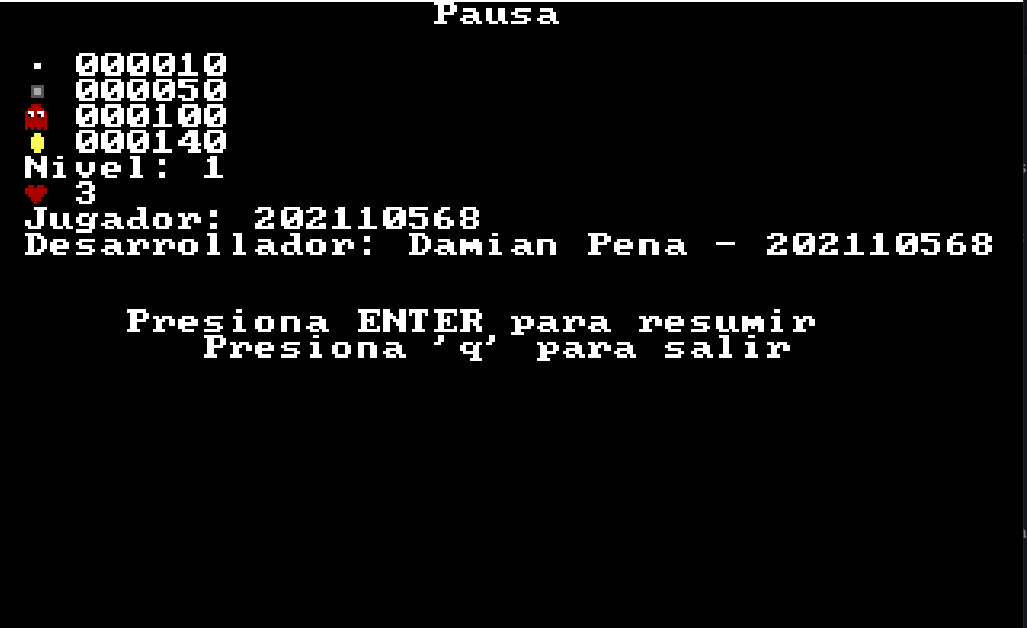 Pausa
000010
000050
000100
000140
Nivel: 1
3
Jugador: 202110568
Desarrollador: Damian Pena - 202110568
Presiona ENTER para resumir
Presiona 'q' para salir